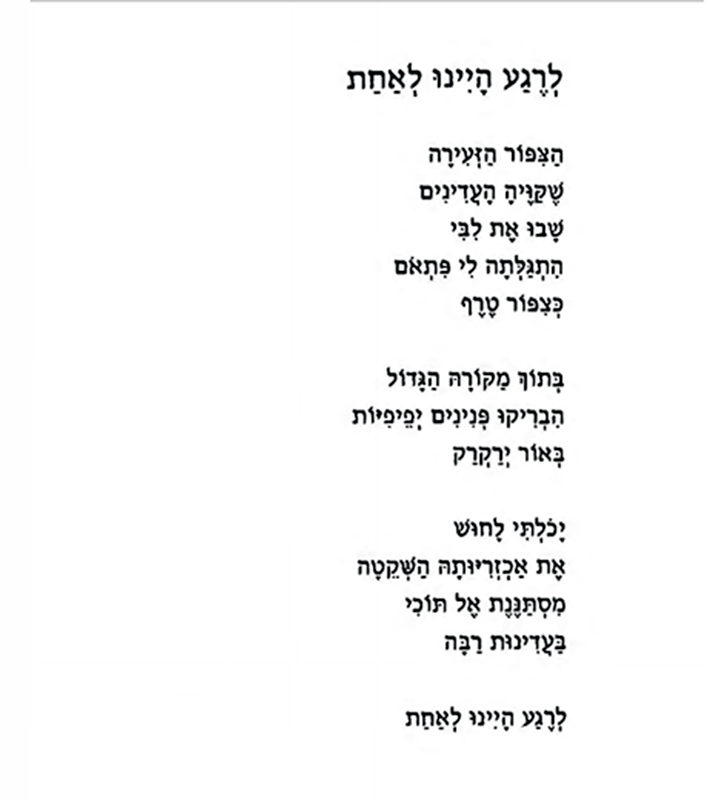 לְרֶגַע הָיִינוּ לְאַחַת
הַצִּפּוֹר הַזְּעִירָה
שֶׁקַּוֶּיהָ הָעֲדִינִים
שָׁבוּ אֶת לִבִּי
הִתְגַּלְּתָה לִי פִּתְאֹם
כְּצִפּוֹר טֶרֶף
בְּתוֹךְ מַקּוֹרָהּ הַגָּדוֹל
הִבְרִיקוּ פְּנִינִים יְפֵיפִיּוֹת
בְּאוֹר יְרַקְרַק
יָכֹלְתִּי לָחוּשׁ
אֶת אַכְזְרִיּוּתָהּ הַשְּׁקֵטָה
מִסְתַּנֶּנֶת אֶל תּוֹכִי
בַּעֲדִינוּת רַבָּה
לְרֶגַע הָיִינוּ לְאַחַת